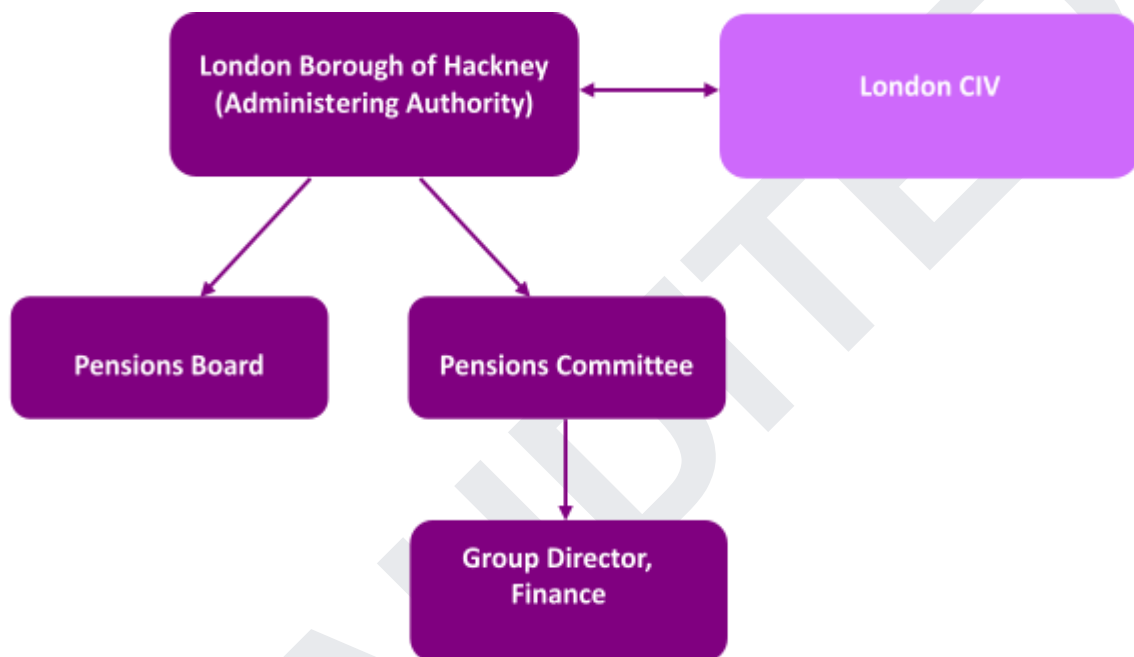 London Borough of Hackney
(Administering Authority)
London CIV
Pensions Board
Pensions Committee
Group Director,
Finance